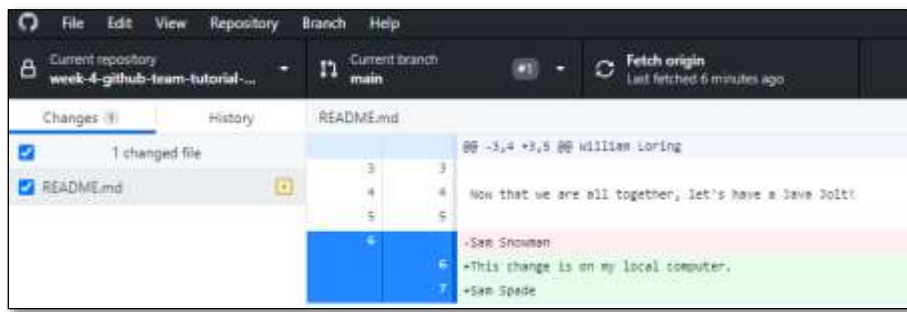 File Edit View Repository Branch Help
Current repository
week-4-github-team-tutorial-...
Current branch
main
#1
Fetch origin
Last fetched 6 minutes ago
Changes 1
History
README.md
1 changed file
README.md
@@ -3,4 +3,5 @@ William Loring
3 3
4 4 Now that we are all together, let's have a Java Jolt!
5 5
6 -Sam Snowman
6 +This change is on my local computer.
7 +Sam Spade